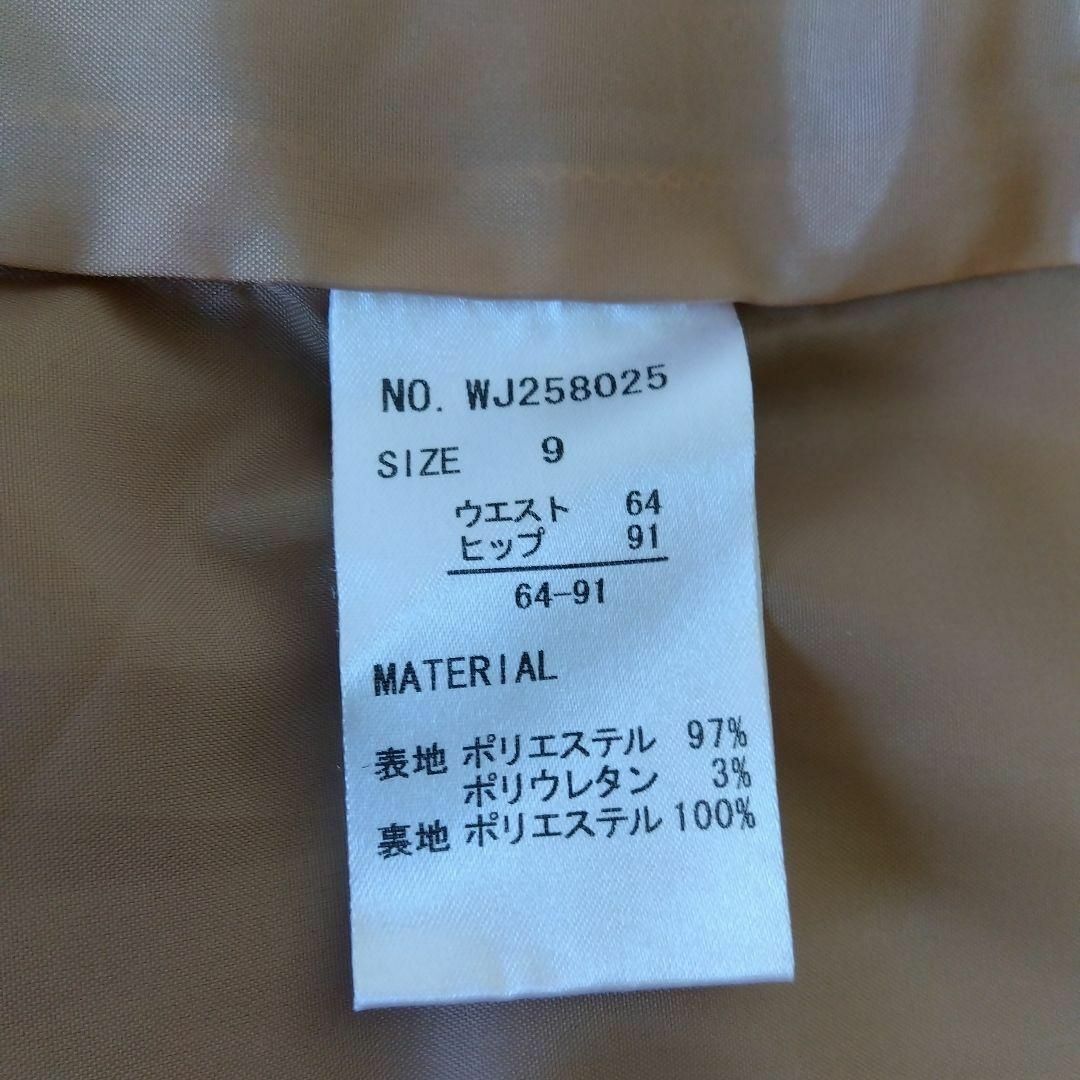 NO. WJ258025
SIZE 9
ウエスト 64
ヒップ 91
64-91
MATERIAL
表地 ポリエステル 97%
ポリウレタン 3%
裏地 ポリエステル 100%